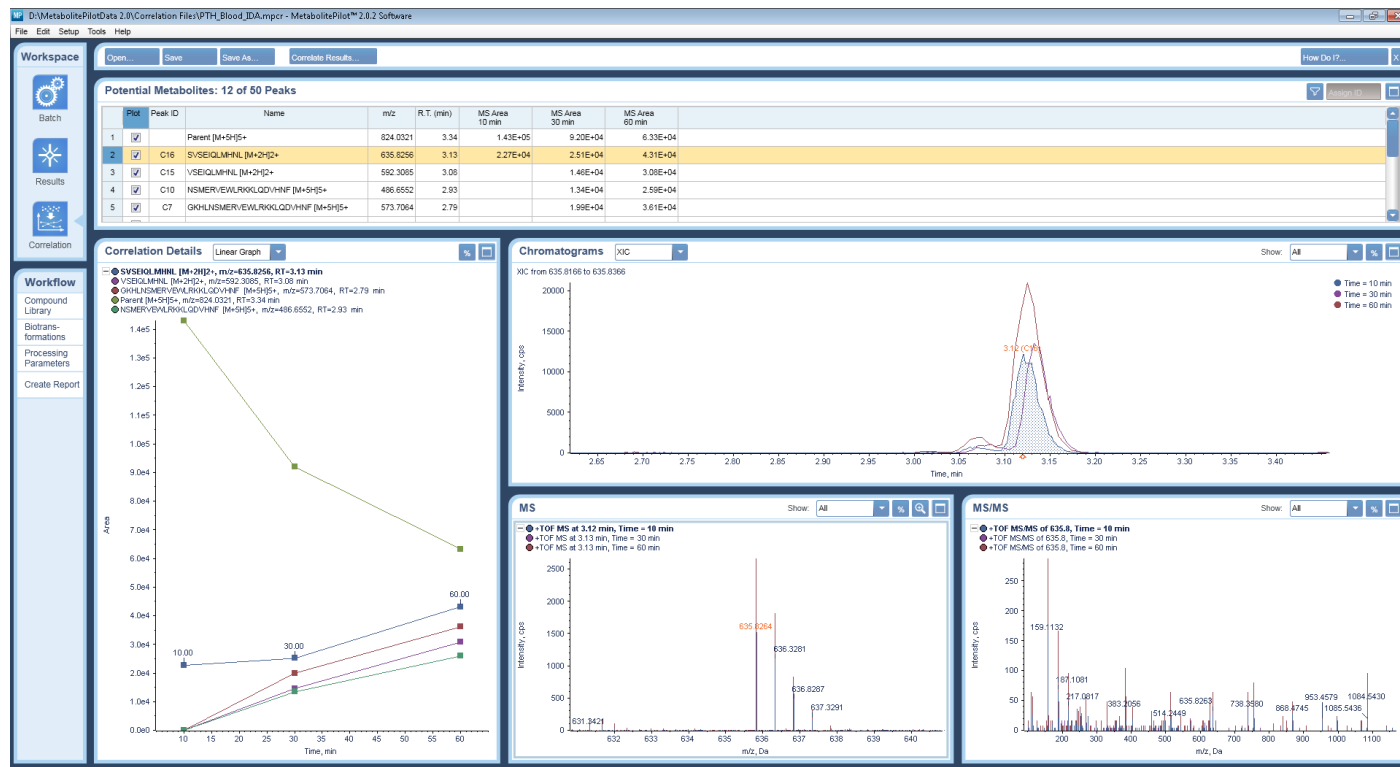 D:\MetabolitePilotData 2.0\Correlation Files\PTH_Blood_IDA.mpcr - MetabolitePilot™ 2.0.2 Software
File Edit Setup Tools Help
Workspace
Batch
Results
Correlation
Workflow
Compound
Library
Biotrans-
formations
Processing
Parameters
Create Report
Open... Save Save As... Correlate Results... How Do I?... X
Potential Metabolites: 12 of 50 Peaks Assign ID
Plot Peak ID Name m/z R.T. (min) MS Area 10 min MS Area 30 min MS Area 60 min
1 Parent [M+5H]5+ 824.0321 3.34 1.43E+05 9.20E+04 6.33E+04
2 C16 SVSEIQLMHNL [M+2H]2+ 635.8256 3.13 2.27E+04 2.51E+04 4.31E+04
3 C15 VSEIQLMHNL [M+2H]2+ 592.3085 3.08 1.46E+04 3.08E+04
4 C10 NSMERVEWLRKKLQDVHNF [M+5H]5+ 486.6552 2.93 1.34E+04 2.59E+04
5 C7 GKHLNSMERVEWLRKKLQDVHNF [M+5H]5+ 573.7064 2.79 1.99E+04 3.61E+04
Correlation Details Linear Graph %
SVSEIQLMHNL [M+2H]2+, m/z=635.8256, RT=3.13 min
VSEIQLMHNL [M+2H]2+, m/z=592.3085, RT=3.08 min
GKHLNSMERVEWLRKKLQDVHNF [M+5H]5+, m/z=573.7064, RT=2.79 min
Parent [M+5H]5+, m/z=824.0321, RT=3.34 min
NSMERVEWLRKKLQDVHNF [M+5H]5+, m/z=486.6552, RT=2.93 min
1.4e5
1.3e5
1.2e5
1.1e5
1.0e5
9.0e4
8.0e4
7.0e4
6.0e4
5.0e4
4.0e4
3.0e4
2.0e4
1.0e4
0.0e0
Area
10.00
30.00
60.00
10 15 20 25 30 35 40 45 50 55 60
Time, min
Chromatograms XIC Show: All %
XIC from 635.8166 to 635.8366
Time = 10 min
Time = 30 min
Time = 60 min
20000
15000
10000
5000
0
Intensity, cps
3.12 (C16)
2.65 2.70 2.75 2.80 2.85 2.90 2.95 3.00 3.05 3.10 3.15 3.20 3.25 3.30 3.35 3.40
Time, min
MS Show: All %
+TOF MS at 3.12 min, Time = 10 min
+TOF MS at 3.13 min, Time = 30 min
+TOF MS at 3.13 min, Time = 60 min
2500
2000
1500
1000
500
0
Intensity, cps
635.8264
636.3281
636.8287
637.3291
631.3421
632 633 634 635 636 637 638 639 640
m/z, Da
MS/MS Show: All %
+TOF MS/MS of 635.8, Time = 10 min
+TOF MS/MS of 635.8, Time = 30 min
+TOF MS/MS of 635.8, Time = 60 min
250
200
150
100
50
0
Intensity, cps
159.1132
187.1081
217.0817
383.2056
514.2449
635.8263
738.3580
868.4745
953.4579
1084.5430
1085.5436
200 300 400 500 600 700 800 900 1000 1100
m/z, Da